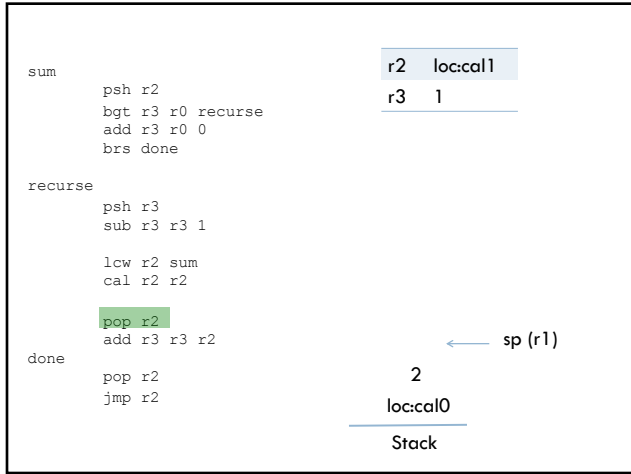 sum
psh r2
bgt r3 r0 recurse
add r3 r0 0
brs done
recurse
psh r3
sub r3 r3 1
lcw r2 sum
cal r2 r2
pop r2
add r3 r3 r2
done
pop r2
jmp r2
r2 loc:cal1
r3 1
sp (r1)
2
loc:cal0
Stack